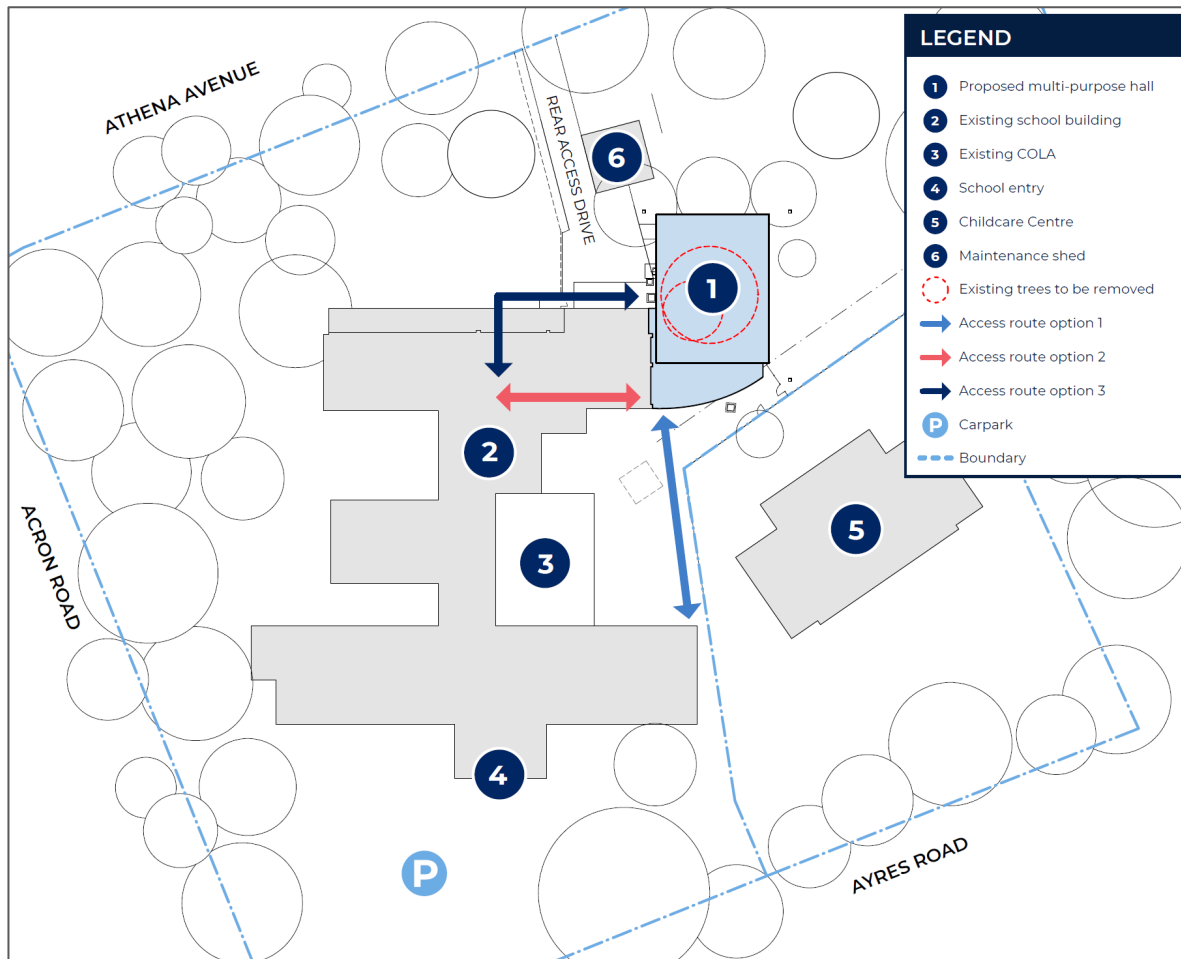 ATHENA AVENUE
REAR ACCESS DRIVE
6
1
2
3
5
4
P
ACRON ROAD
AYRES ROAD
LEGEND
1 Proposed multi-purpose hall
2 Existing school building
3 Existing COLA
4 School entry
5 Childcare Centre
6 Maintenance shed
Existing trees to be removed
Access route option 1
Access route option 2
Access route option 3
P Carpark
Boundary